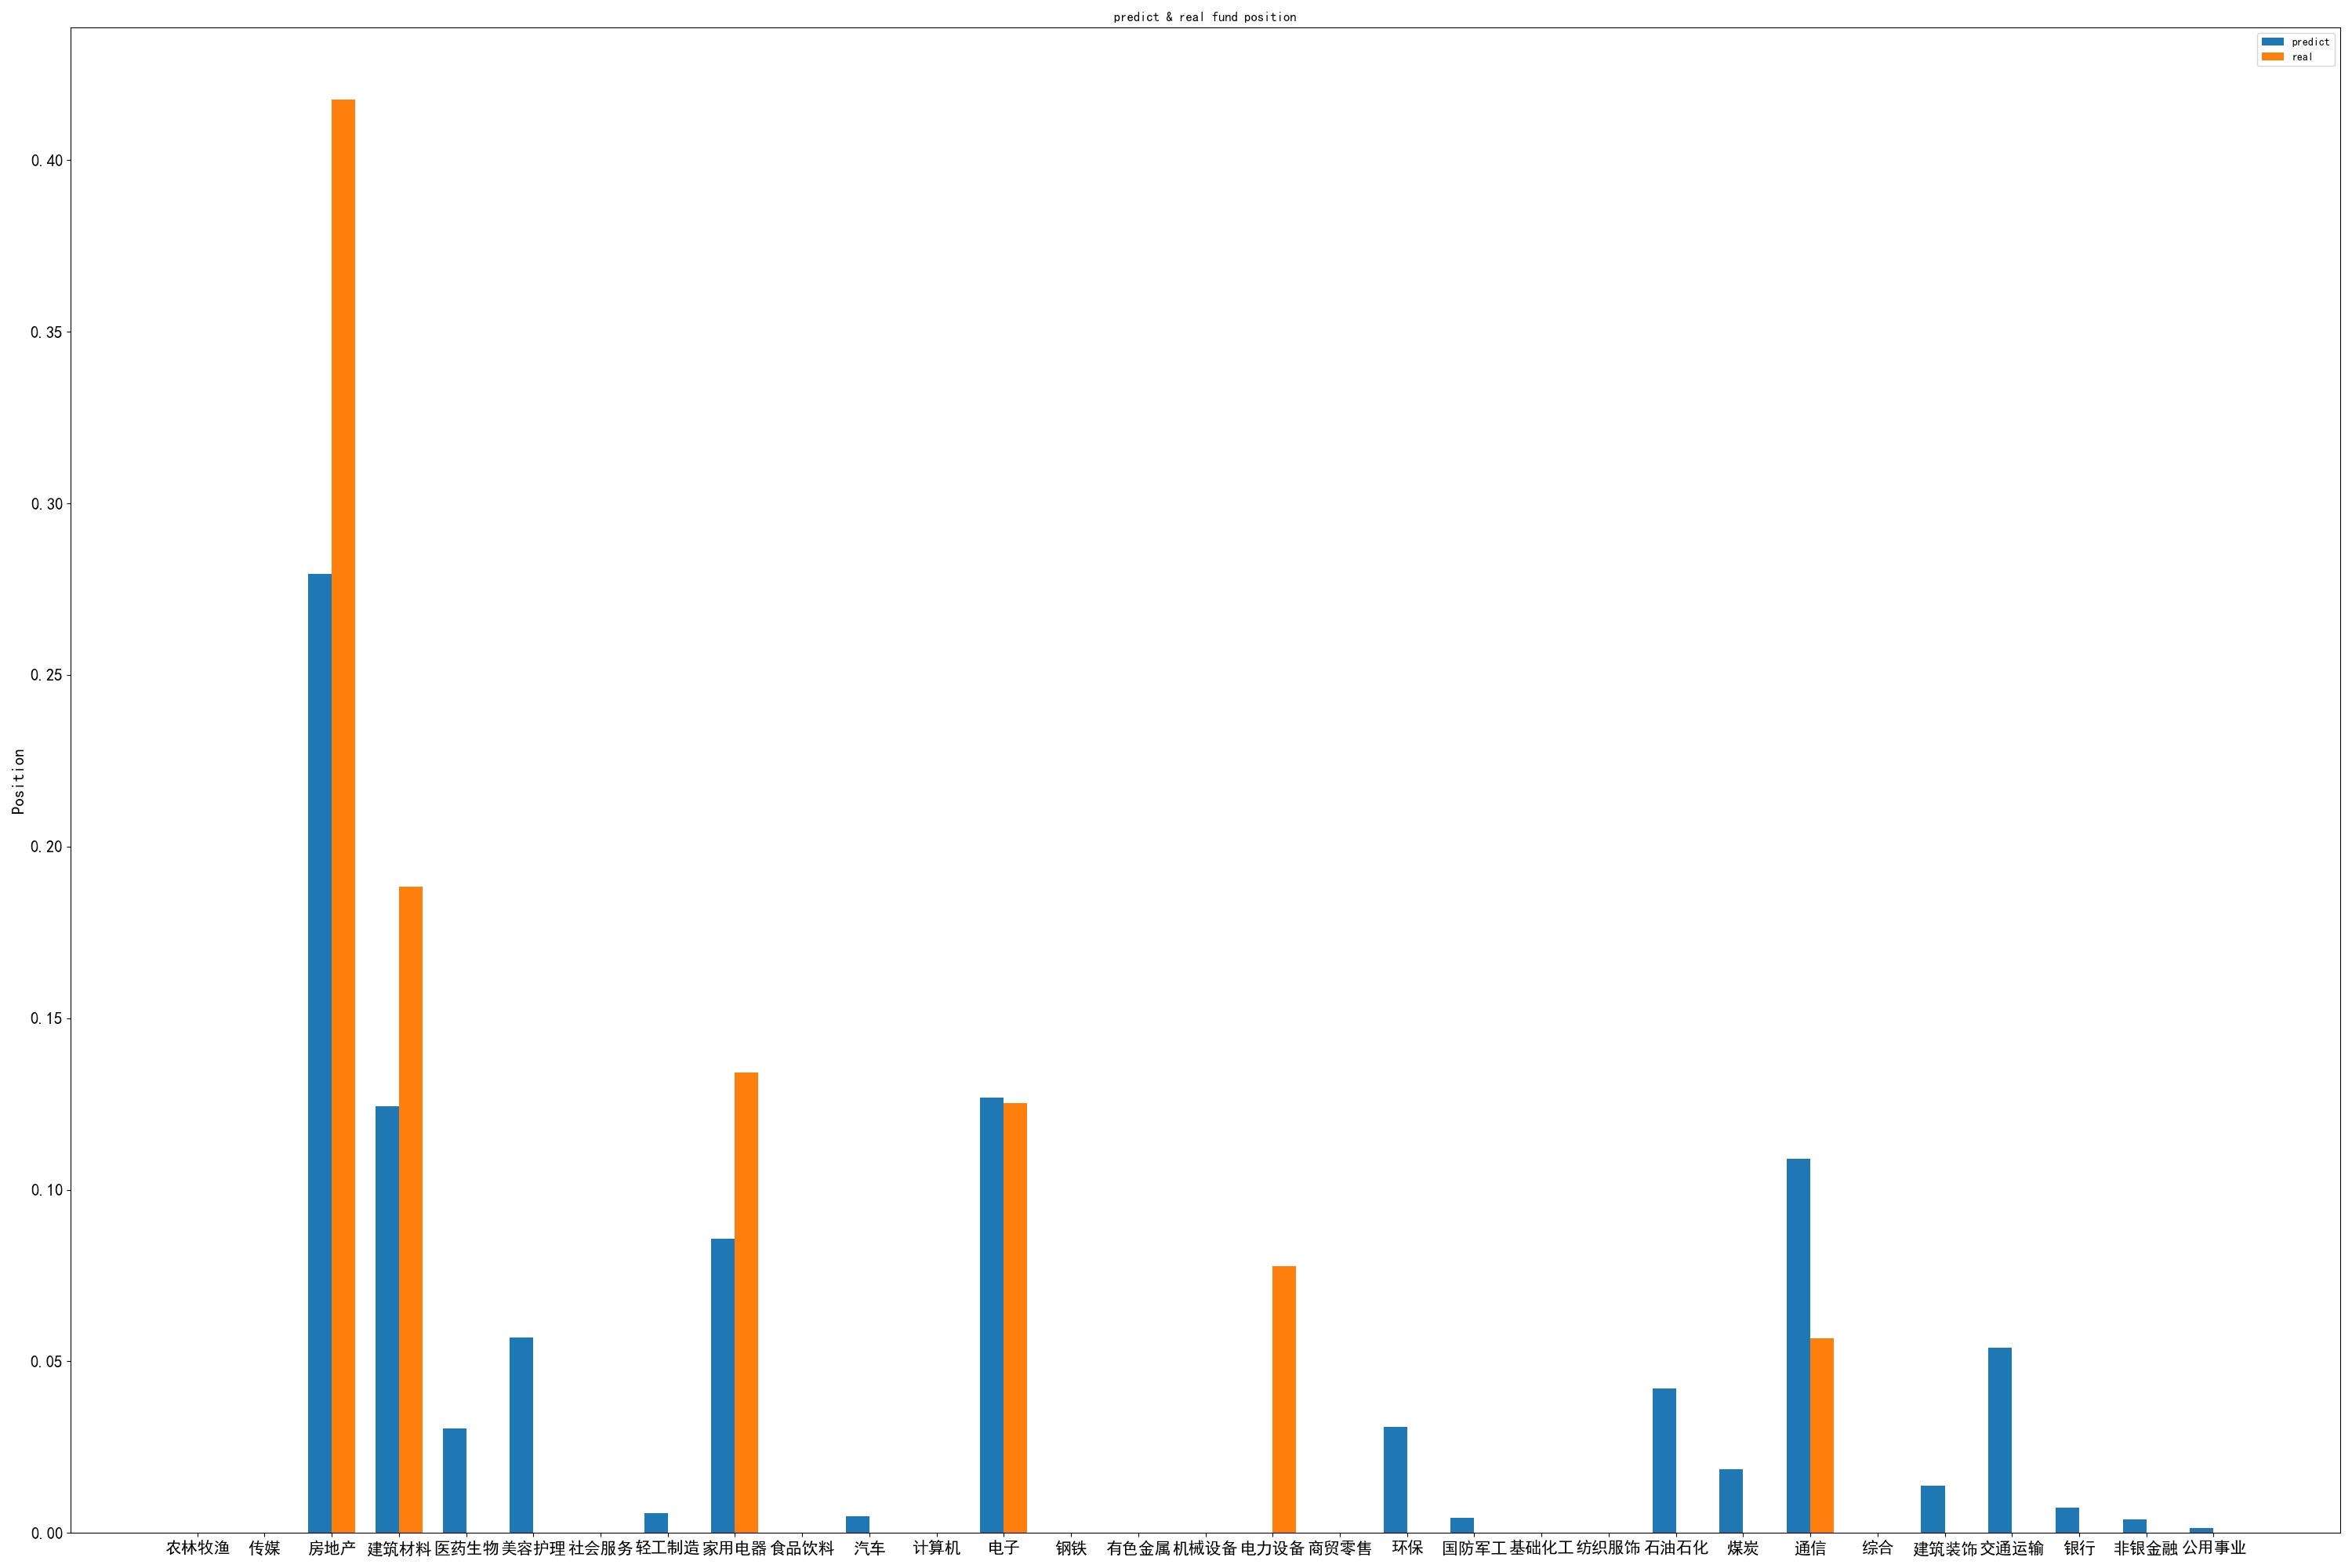 predict & real fund position
predict
real
0.40
0.35
0.30
0.25
0.20
0.15
0.10
0.05
0.00
Position
农林牧渔 传媒 房地产 建筑材料 医药生物 美容护理 社会服务 轻工制造 家用电器 食品饮料 汽车 计算机 电子 钢铁 有色金属 机械设备 电力设备 商贸零售 环保 国防军工 基础化工 纺织服饰 石油石化 煤炭 通信 综合 建筑装饰 交通运输 银行 非银金融 公用事业